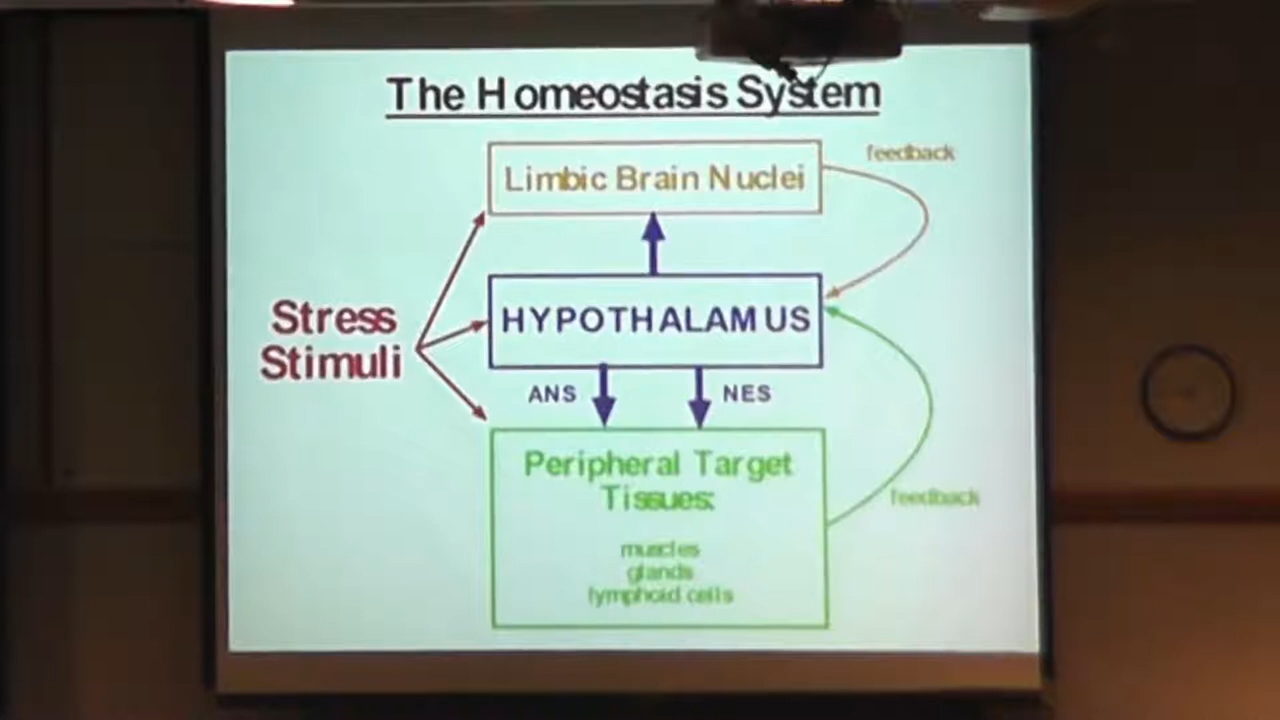 The Homeostasis System
Limbic Brain Nuclei
feedback
Stress
Stimuli
HYPOTHALAMUS
ANS
NES
Peripheral Target
Tissues:
muscles
glands
lymphoid cells
feedback